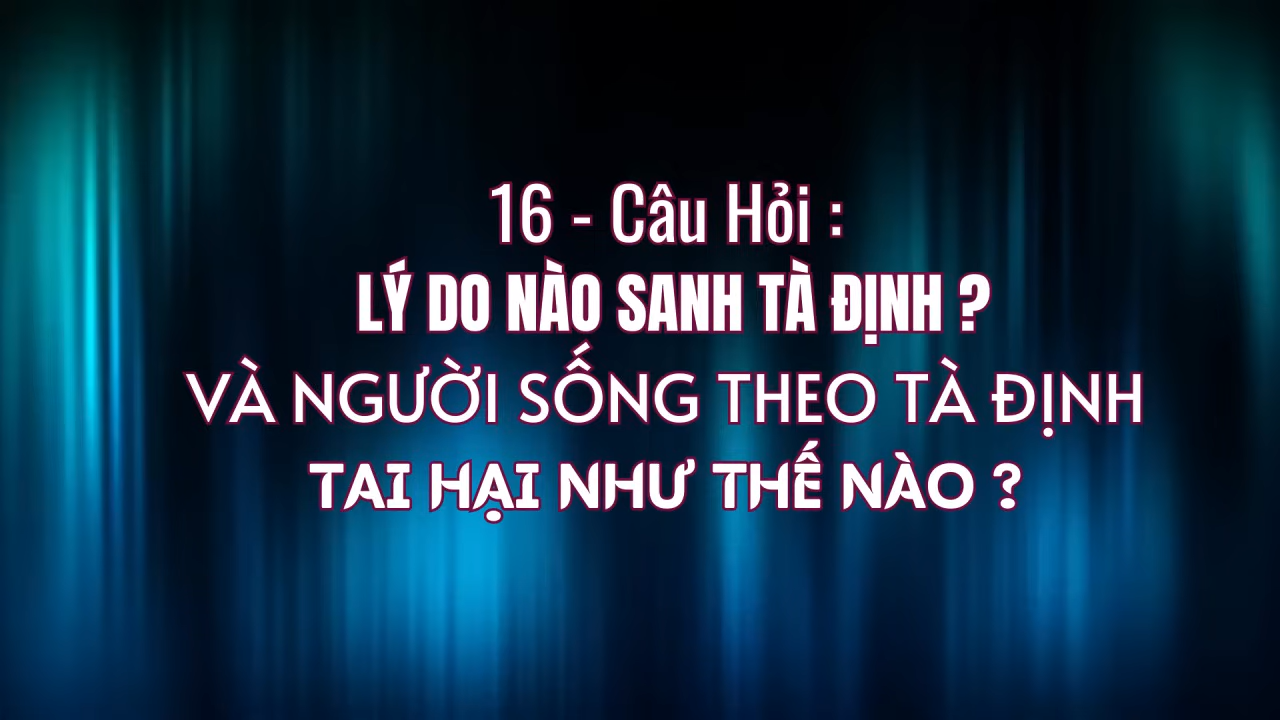 16 - Câu Hỏi :
LÝ DO NÀO SANH TÀ ĐỊNH ?
VÀ NGƯỜI SỐNG THEO TÀ ĐỊNH
TAI HẠI NHƯ THẾ NÀO ?